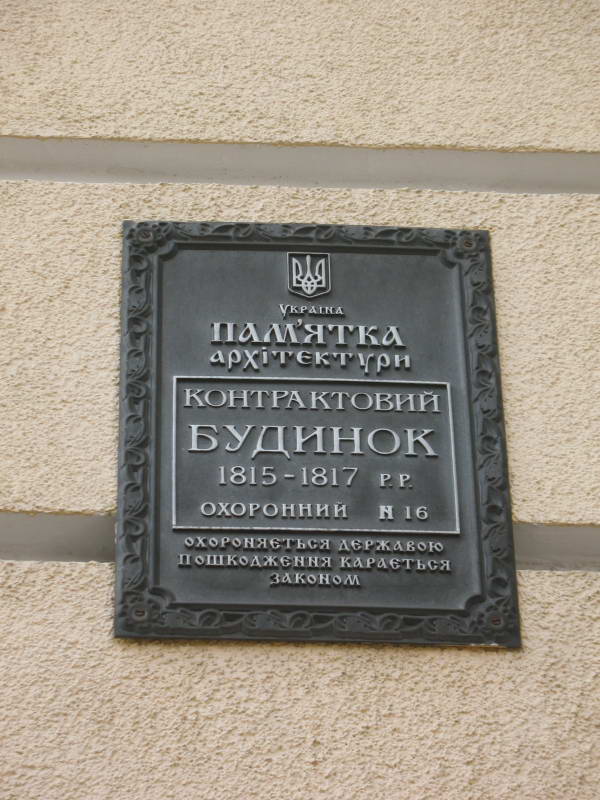 Україна
ПАМ'ЯТКА
архітектури
КОНТРАКТОВИЙ
БУДИНОК
1815-1817 Р.Р.
ОХОРОННИЙ N 16
ОХОРОНЯЄТЬСЯ ДЕРЖАВОЮ
ПОШКОДЖЕННЯ КАРАЄТЬСЯ
ЗАКОНОМ